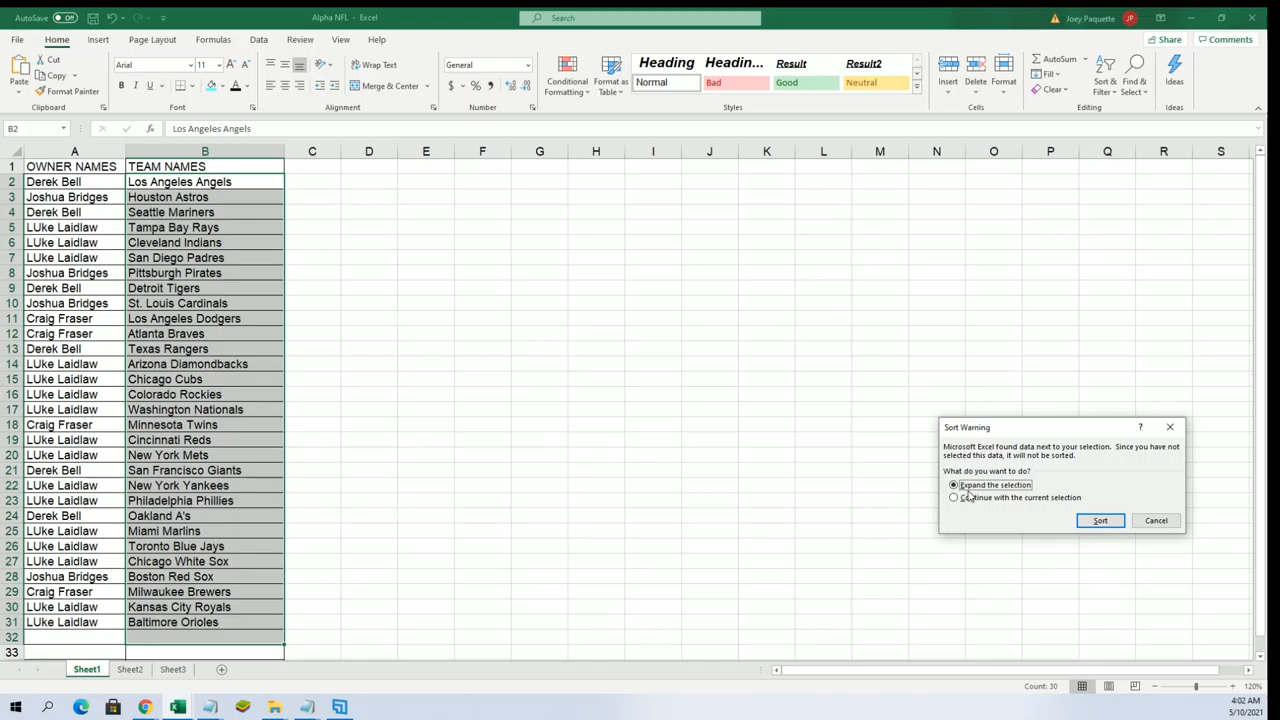 AutoSave Off
Alpha NFL - Excel
Search
Joey Paquette JP
File Home Insert Page Layout Formulas Data Review View Help
Share Comments
Paste
Cut
Copy
Format Painter
Clipboard
Arial 11
B I U
Font
Wrap Text
Merge & Center
Alignment
General
$ % 
Number
Conditional Formatting
Format as Table
Heading Headin... Result Result2
Normal Bad Good Neutral
Styles
Insert Delete Format
Cells
AutoSum
Fill
Clear
Sort & Filter
Find & Select
Editing
Ideas
Ideas
B2 fx Los Angeles Angels
A B C D E F G H I J K L M N O P Q R S
1 OWNER NAMES TEAM NAMES
2 Derek Bell Los Angeles Angels
3 Joshua Bridges Houston Astros
4 Derek Bell Seattle Mariners
5 LUke Laidlaw Tampa Bay Rays
6 LUke Laidlaw Cleveland Indians
7 LUke Laidlaw San Diego Padres
8 Joshua Bridges Pittsburgh Pirates
9 Derek Bell Detroit Tigers
10 Joshua Bridges St. Louis Cardinals
11 Craig Fraser Los Angeles Dodgers
12 Craig Fraser Atlanta Braves
13 Derek Bell Texas Rangers
14 LUke Laidlaw Arizona Diamondbacks
15 LUke Laidlaw Chicago Cubs
16 LUke Laidlaw Colorado Rockies
17 LUke Laidlaw Washington Nationals
18 Craig Fraser Minnesota Twins
19 LUke Laidlaw Cincinnati Reds
20 LUke Laidlaw New York Mets
21 Derek Bell San Francisco Giants
22 LUke Laidlaw New York Yankees
23 LUke Laidlaw Philadelphia Phillies
24 Derek Bell Oakland A's
25 LUke Laidlaw Miami Marlins
26 LUke Laidlaw Toronto Blue Jays
27 LUke Laidlaw Chicago White Sox
28 Joshua Bridges Boston Red Sox
29 Craig Fraser Milwaukee Brewers
30 LUke Laidlaw Kansas City Royals
31 LUke Laidlaw Baltimore Orioles
32
33
Sort Warning ?
Microsoft Excel found data next to your selection. Since you have not
selected this data, it will not be sorted.
What do you want to do?
Expand the selection
Continue with the current selection
Sort Cancel
Sheet1 Sheet2 Sheet3
Count: 30
120%
4:02 AM
5/10/2021